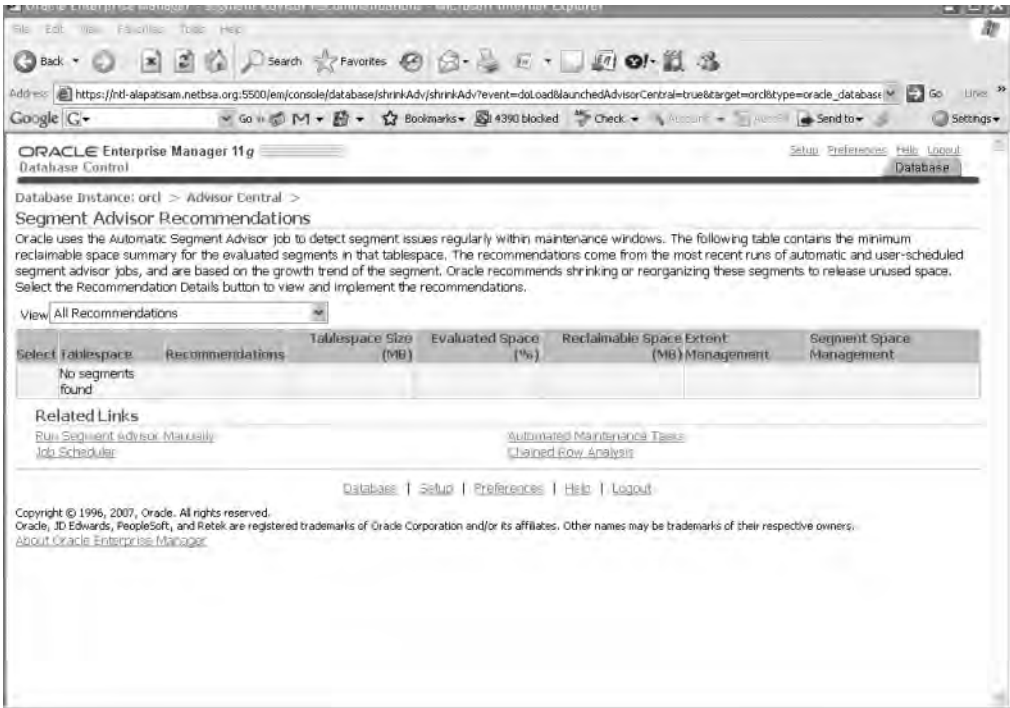 Oracle Enterprise Manager - Segment Advisor Recommendations - Microsoft Internet Explorer
File Edit View Favorites Tools Help
Back Search Favorites
Address https://ntl-alapatisam.netbsa.org:5500/em/console/database/shrinkAdv/shrinkAdv?event=doLoad&launchedAdvisorCentral=true&target=orcl&type=oracle_database Go Links »
Google G Go M Bookmarks 4390 blocked Check Send to Settings
ORACLE Enterprise Manager 11g
Setup Preferences Help Logout
Database Control
Database
Database Instance: orcl > Advisor Central >
Segment Advisor Recommendations
Oracle uses the Automatic Segment Advisor job to detect segment issues regularly within maintenance windows. The following table contains the minimum
reclaimable space summary for the evaluated segments in that tablespace. The recommendations come from the most recent runs of automatic and user-scheduled
segment advisor jobs, and are based on the growth trend of the segment. Oracle recommends shrinking or reorganizing these segments to release unused space.
Select the Recommendation Details button to view and implement the recommendations.
View All Recommendations
Select Tablespace Recommendations Tablespace Size (MB) Evaluated Space (%) Reclaimable Space (MB) Extent Management Segment Space Management
No segments
found
Related Links
Run Segment Advisor Manually Automated Maintenance Tasks
Job Scheduler Chained Row Analysis
Database | Setup | Preferences | Help | Logout
Copyright © 1996, 2007, Oracle. All rights reserved.
Oracle, JD Edwards, PeopleSoft, and Retek are registered trademarks of Oracle Corporation and/or its affiliates. Other names may be trademarks of their respective owners.
About Oracle Enterprise Manager